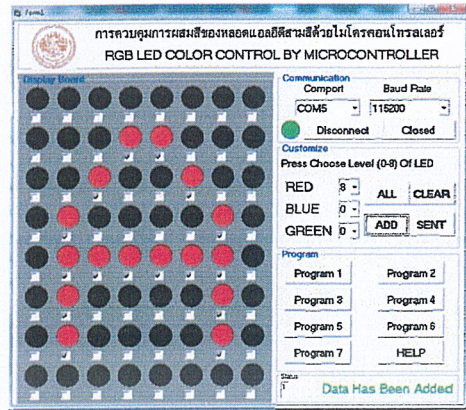 Form1
การควบคุมการผสมสีของหลอดแอลอีดีสามสีด้วยไมโครคอนโทรลเลอร์
RGB LED COLOR CONTROL BY MICROCONTROLLER
Display Board
Communication
Comport Baud Rate
COM5 115200
Disconnect Closed
Customize
Press Choose Level (0-8) Of LED
RED 8 ALL CLEAR
BLUE 0
GREEN 0 ADD SENT
Program
Program 1 Program 2
Program 3 Program 4
Program 5 Program 6
Program 7 HELP
Status
Data Has Been Added